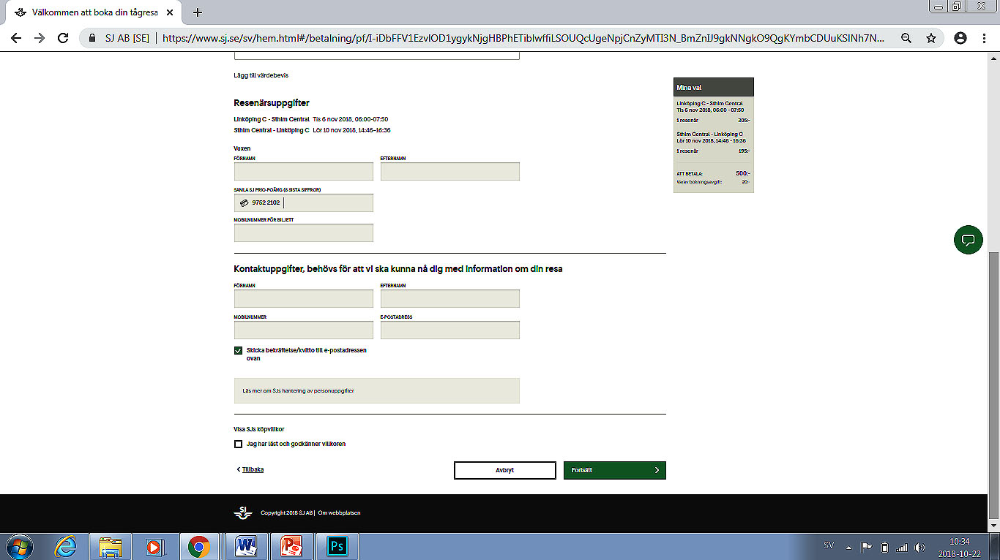 Välkommen att boka din tågresa
SJ AB [SE] | https://www.sj.se/sv/hem.html#/betalning/pf/
Lägg till värdebevis
Resenärsuppgifter
Linköping C - Sthlm Central Tis 6 nov 2018, 06:00-07:50
Sthlm Central - Linköping C Lör 10 nov 2018, 14:46-16:36
Vuxen
FÖRNAMN EFTERNAMN
SAMLA SJ PRIO-POÄNG (8 SISTA SIFFROR)
9752 2102
MOBILNUMMER FÖR BILJETT
Kontaktuppgifter, behövs för att vi ska kunna nå dig med information om din resa
FÖRNAMN EFTERNAMN
MOBILNUMMER E-POSTADRESS
Skicka bekräftelse/kvitto till e-postadressen
ovan
Läs mer om SJs hantering av personuppgifter
Visa SJs köpvillkor
Jag har läst och godkänner villkoren
Tillbaka
Avbryt
Fortsätt
Mina val
Linköping C - Sthlm Central
Tis 6 nov 2018, 06:00 - 07:50
1 resenär 305:-
Sthlm Central - Linköping C
Lör 10 nov 2018, 14:46 - 16:36
1 resenär 195:-
ATT BETALA: 500:-
Varav bokningsavgift: 20:-
SJ
Copyright 2018 SJ AB | Om webbplatsen
W
P
Ps
SV
10:34
2018-10-22